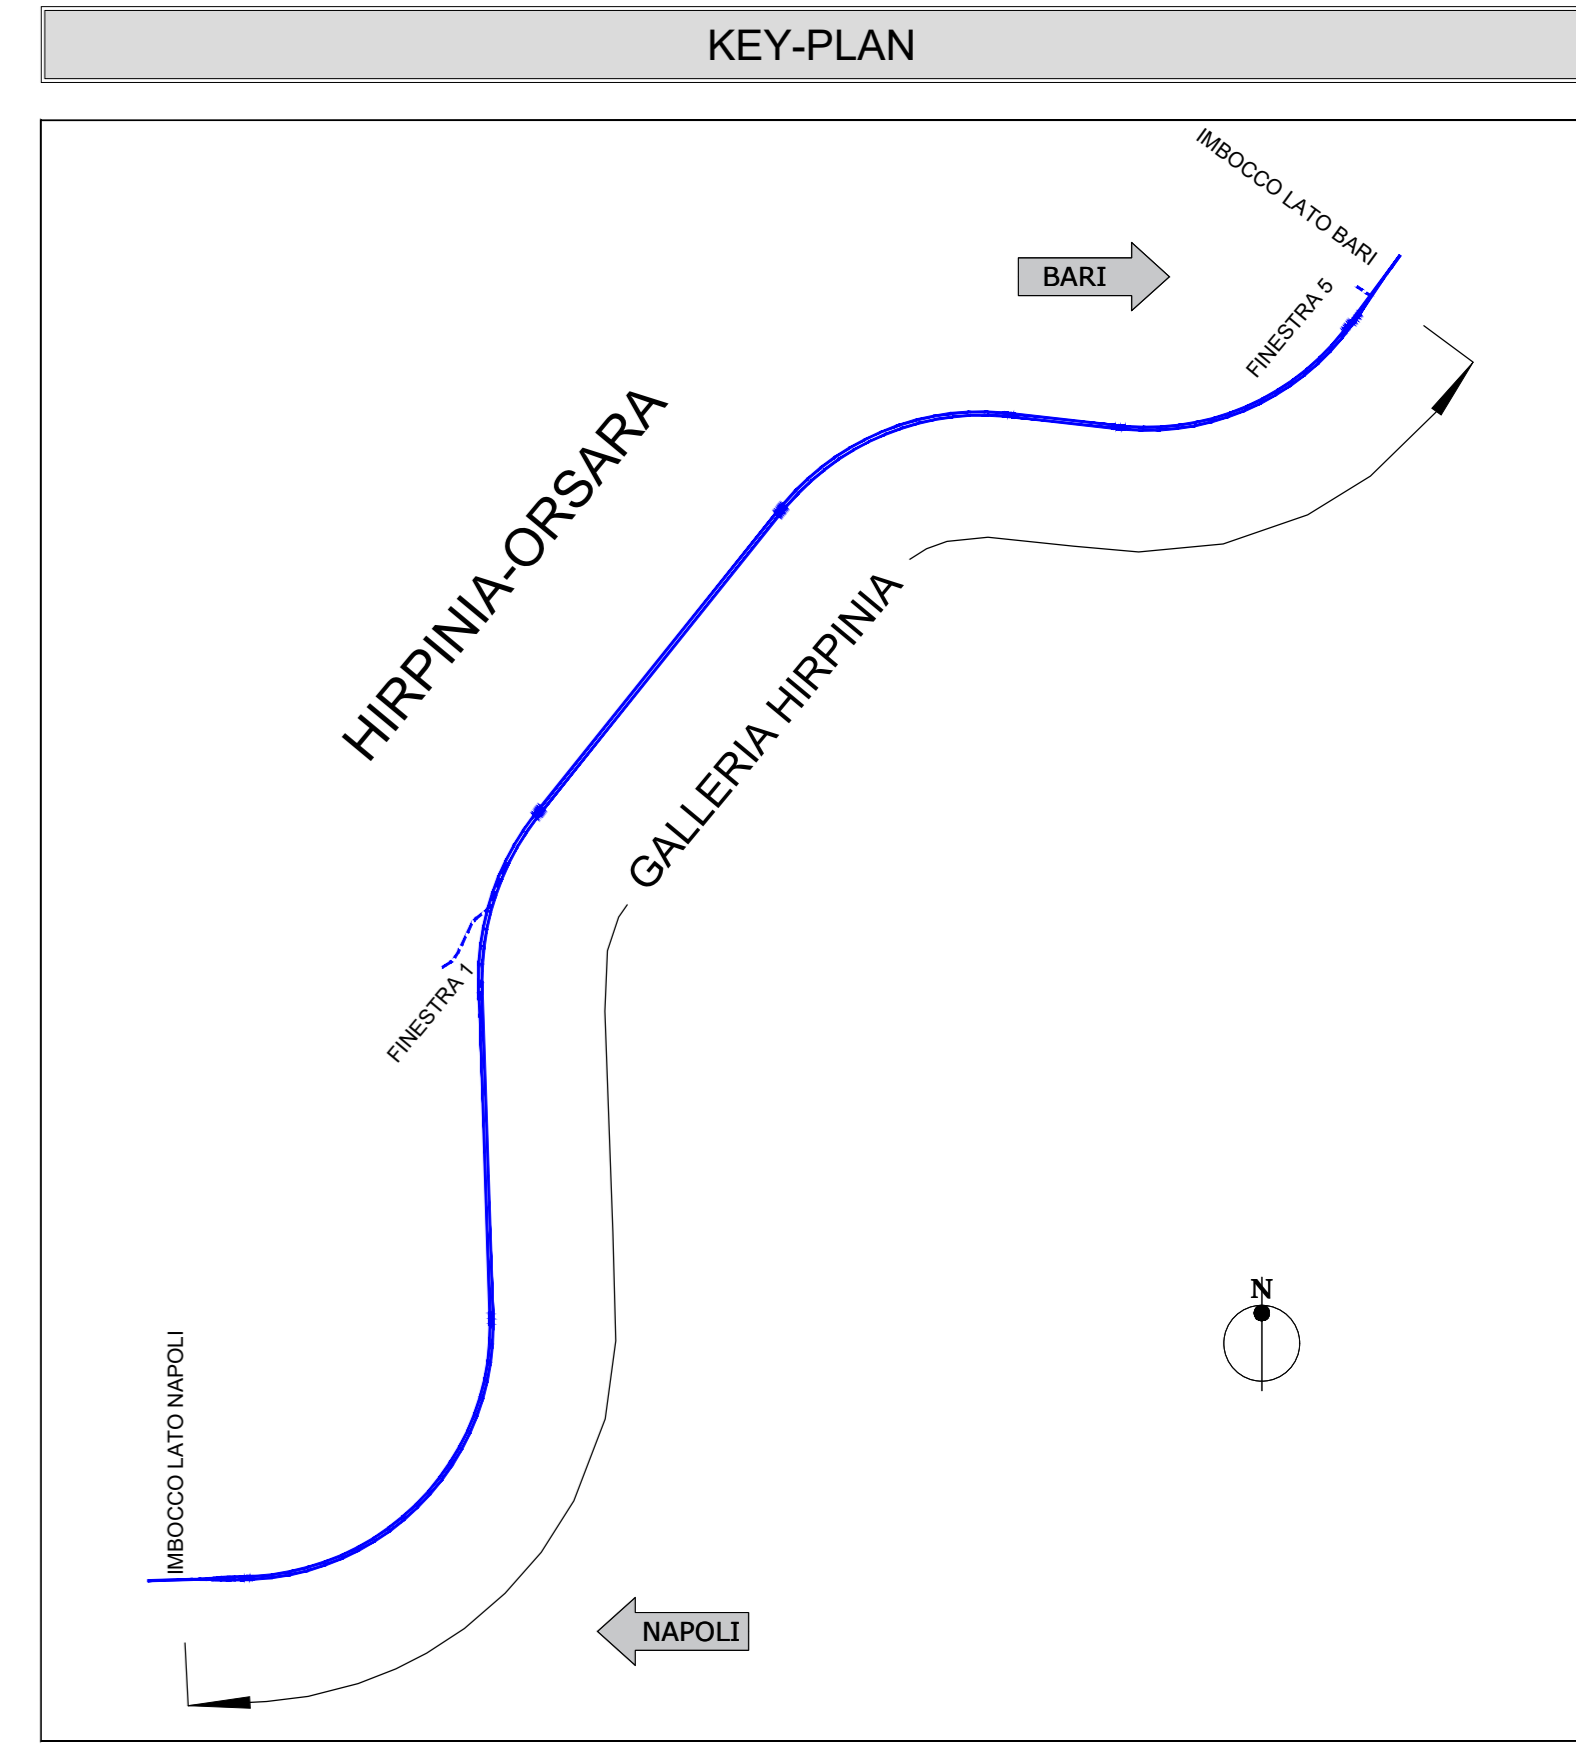 KEY-PLAN
IMBOCCO LATO BARI
BARI
FINESTRA 5
HIRPINIA-ORSARA
GALLERIA HIRPINIA
FINESTRA 1
N
IMBOCCO LATO NAPOLI
NAPOLI